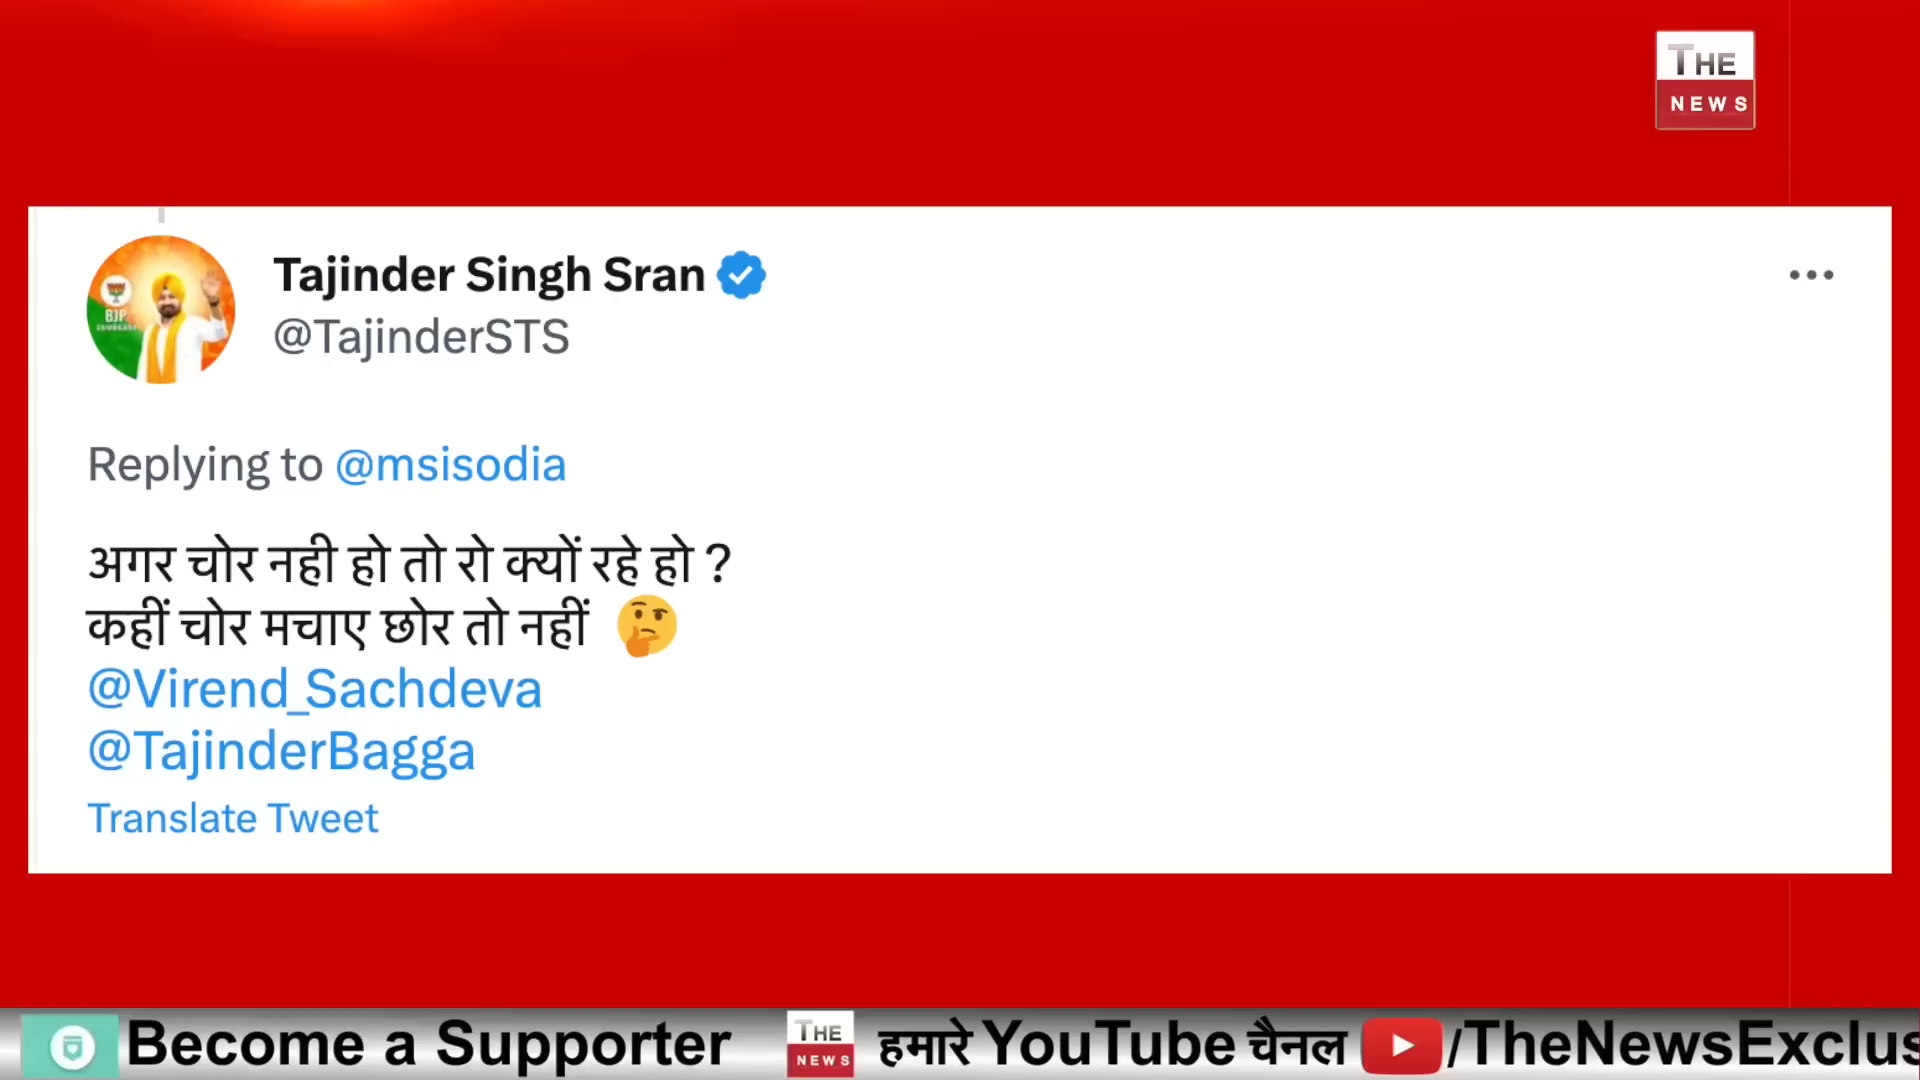 THE
NEWS
BJP
Tajinder Singh Sran
@TajinderSTS
Replying to @msisodia
अगर चोर नही हो तो रो क्यों रहे हो ?
कहीं चोर मचाए छोर तो नहीं 🤔
@Virend_Sachdeva
@TajinderBagga
Translate Tweet
Become a Supporter
THE
NEWS
हमारे YouTube चैनल
/TheNewsExclus